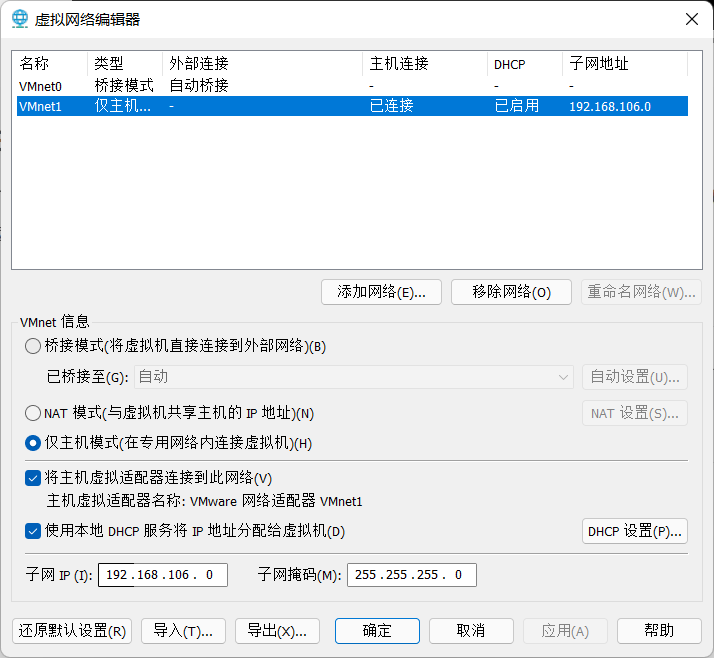 虚拟网络编辑器
名称 类型 外部连接 主机连接 DHCP 子网地址
VMnet0 桥接模式 自动桥接 - - -
VMnet1 仅主机... - 已连接 已启用 192.168.106.0
添加网络(E)... 移除网络(O) 重命名网络(W)...
VMnet 信息
桥接模式(将虚拟机直接连接到外部网络)(B)
已桥接至(G): 自动 自动设置(U)...
NAT 模式(与虚拟机共享主机的 IP 地址)(N) NAT 设置(S)...
仅主机模式(在专用网络内连接虚拟机)(H)
将主机虚拟适配器连接到此网络(V)
主机虚拟适配器名称: VMware 网络适配器 VMnet1
使用本地 DHCP 服务将 IP 地址分配给虚拟机(D) DHCP 设置(P)...
子网 IP (I): 192 .168 .106 . 0 子网掩码(M): 255 .255 .255 . 0
还原默认设置(R) 导入(T)... 导出(X)... 确定 取消 应用(A) 帮助